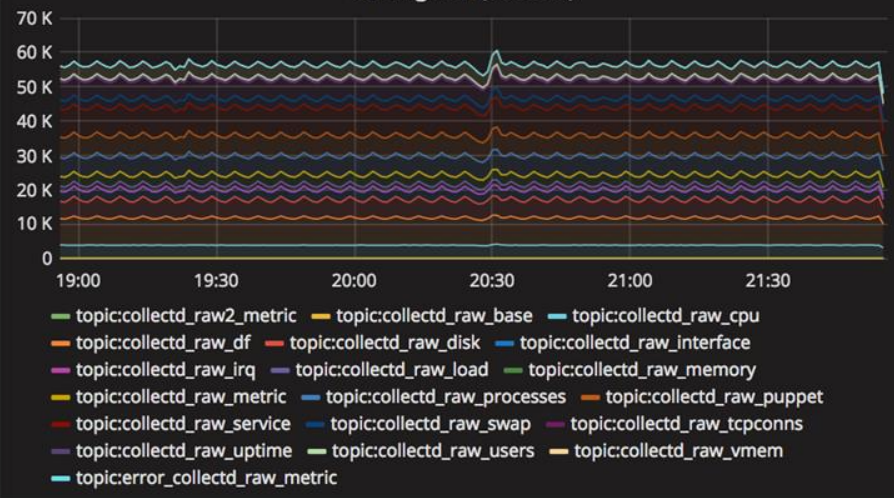 70 K
60 K
50 K
40 K
30 K
20 K
10 K
0
19:00 19:30 20:00 20:30 21:00 21:30
topic:collectd_raw2_metric topic:collectd_raw_base topic:collectd_raw_cpu
topic:collectd_raw_df topic:collectd_raw_disk topic:collectd_raw_interface
topic:collectd_raw_irq topic:collectd_raw_load topic:collectd_raw_memory
topic:collectd_raw_metric topic:collectd_raw_processes topic:collectd_raw_puppet
topic:collectd_raw_service topic:collectd_raw_swap topic:collectd_raw_tcpconns
topic:collectd_raw_uptime topic:collectd_raw_users topic:collectd_raw_vmem
topic:error_collectd_raw_metric